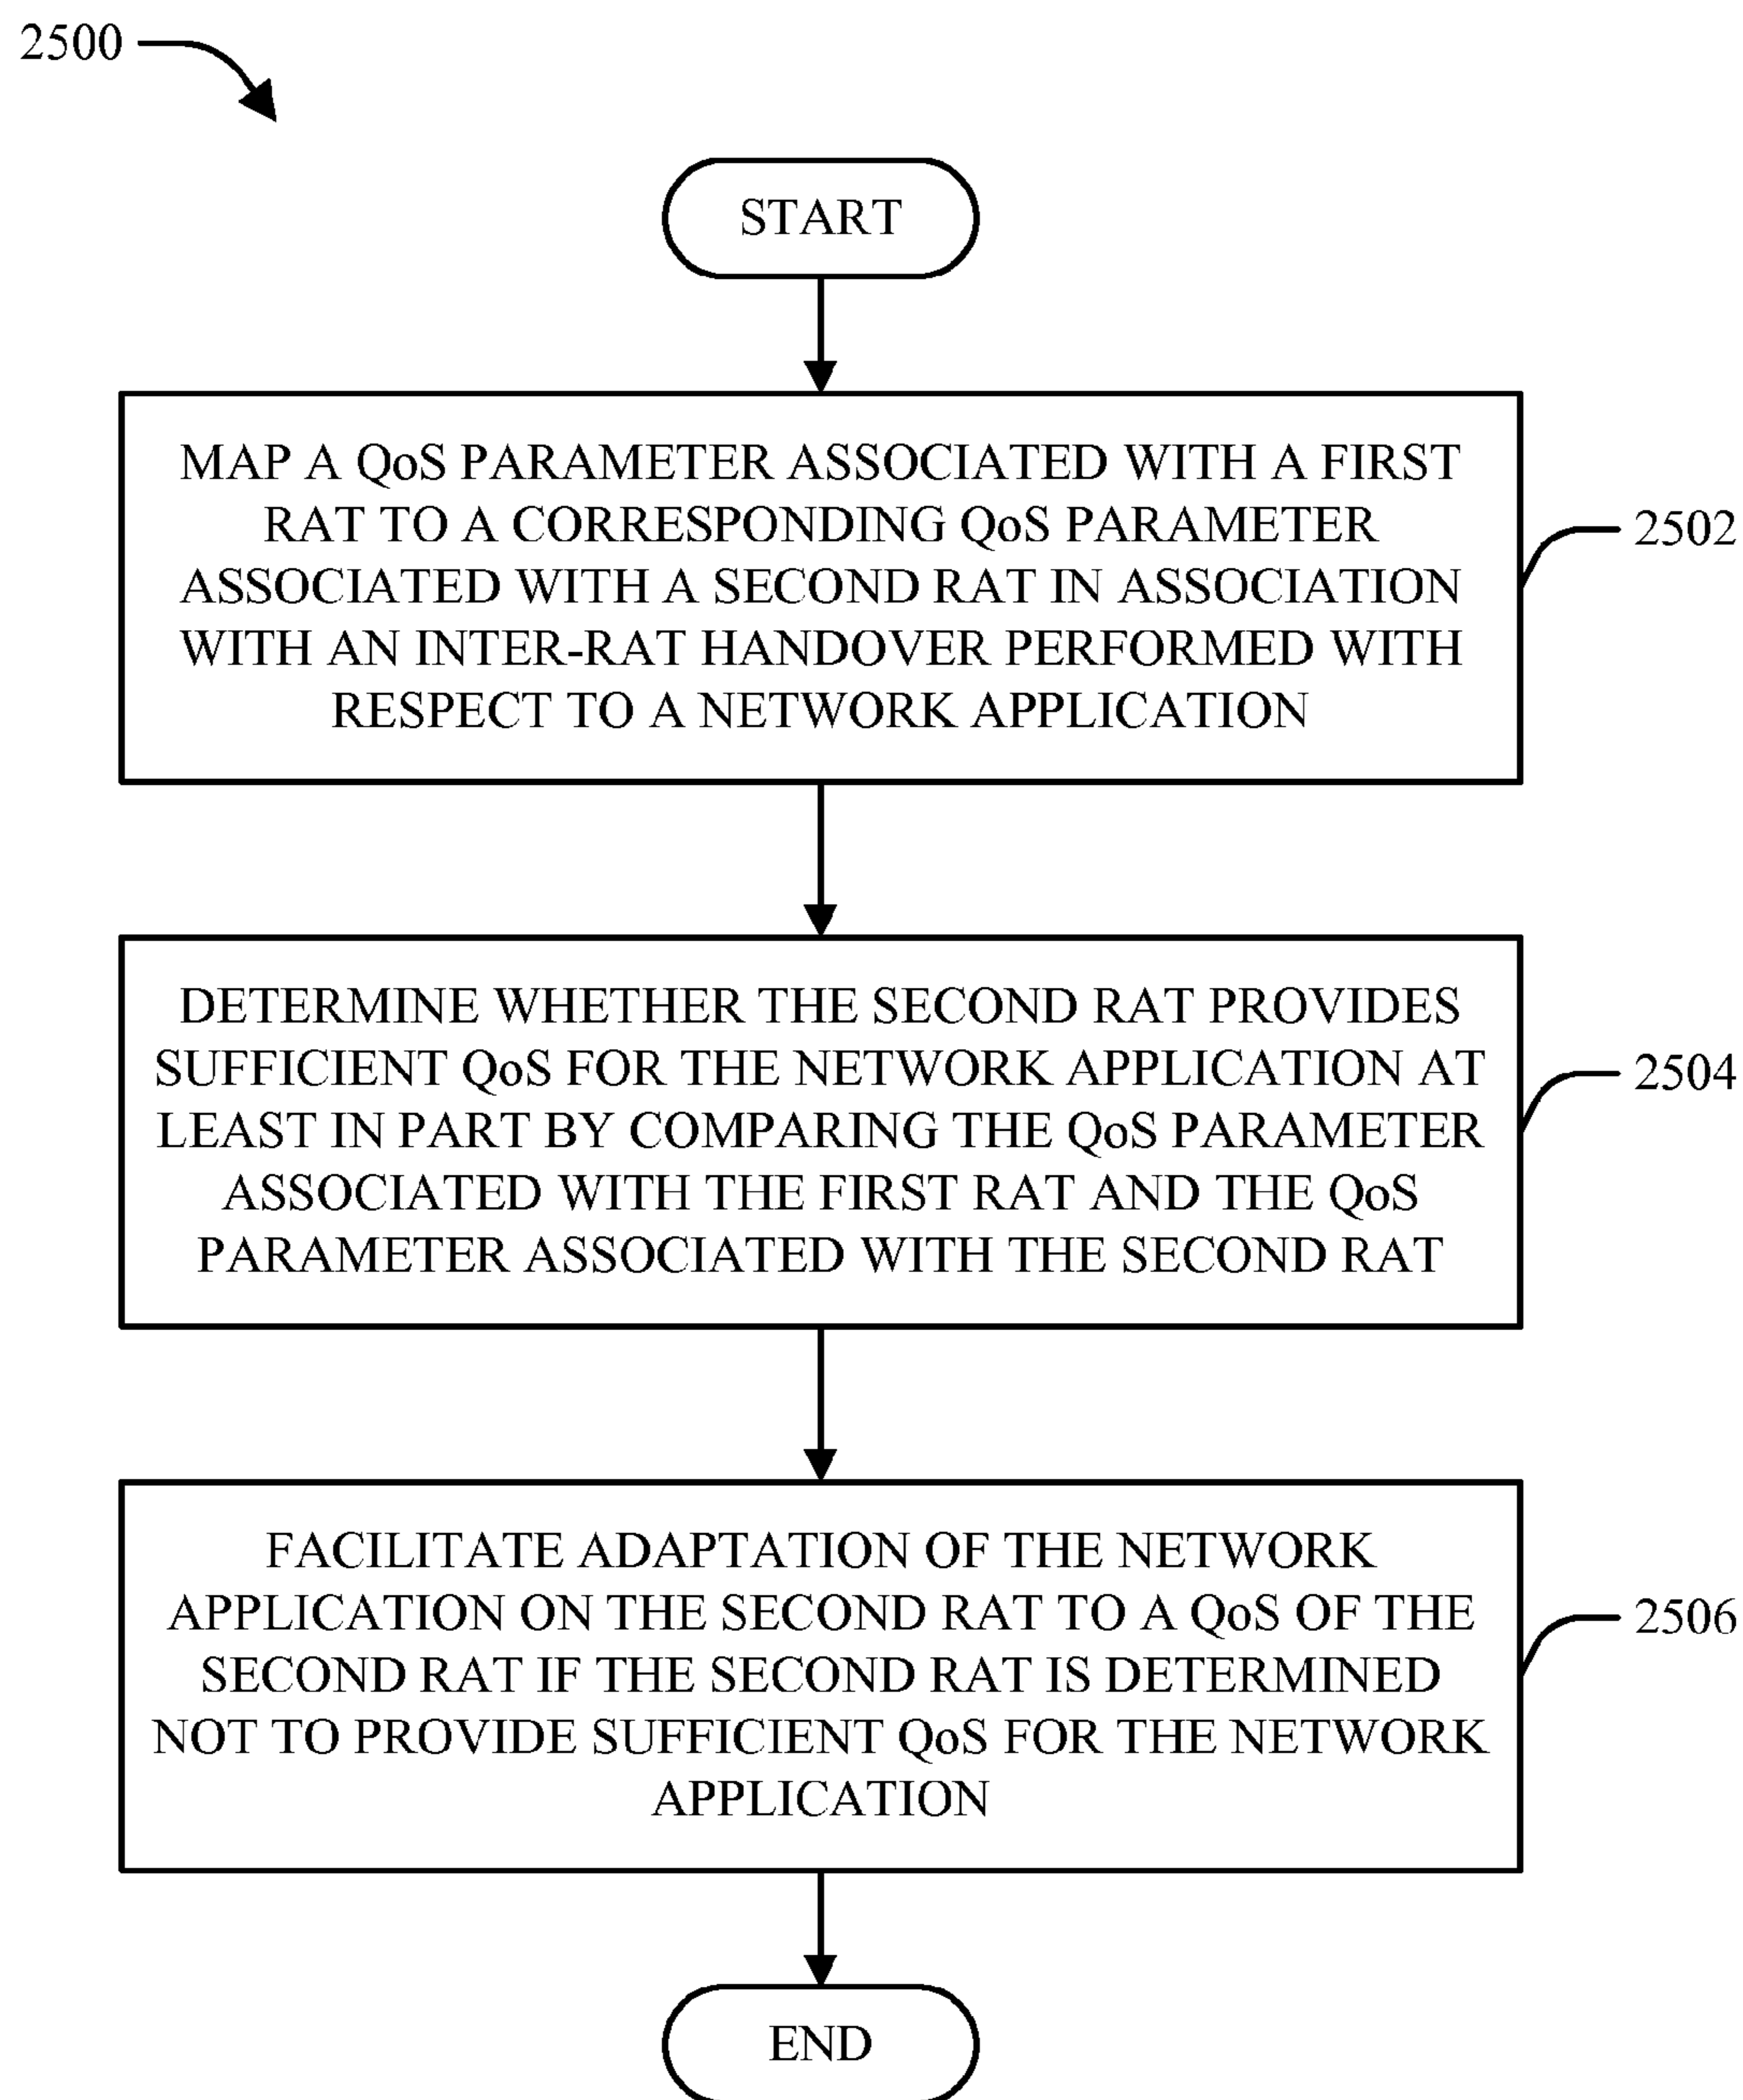 2500
START
MAP A QoS PARAMETER ASSOCIATED WITH A FIRST
RAT TO A CORRESPONDING QoS PARAMETER
ASSOCIATED WITH A SECOND RAT IN ASSOCIATION
WITH AN INTER-RAT HANDOVER PERFORMED WITH
RESPECT TO A NETWORK APPLICATION
2502
DETERMINE WHETHER THE SECOND RAT PROVIDES
SUFFICIENT QoS FOR THE NETWORK APPLICATION AT
LEAST IN PART BY COMPARING THE QoS PARAMETER
ASSOCIATED WITH THE FIRST RAT AND THE QoS
PARAMETER ASSOCIATED WITH THE SECOND RAT
2504
FACILITATE ADAPTATION OF THE NETWORK
APPLICATION ON THE SECOND RAT TO A QoS OF THE
SECOND RAT IF THE SECOND RAT IS DETERMINED
NOT TO PROVIDE SUFFICIENT QoS FOR THE NETWORK
APPLICATION
2506
END